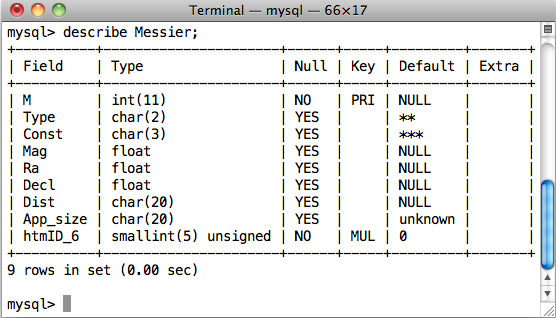 Terminal — mysql — 66×17
mysql> describe Messier;
+----------+----------------------+------+-----+---------+-------+
| Field    | Type                 | Null | Key | Default | Extra |
+----------+----------------------+------+-----+---------+-------+
| M        | int(11)              | NO   | PRI | NULL    |       |
| Type     | char(2)              | YES  |     | **      |       |
| Const    | char(3)              | YES  |     | ***     |       |
| Mag      | float                | YES  |     | NULL    |       |
| Ra       | float                | YES  |     | NULL    |       |
| Decl     | float                | YES  |     | NULL    |       |
| Dist     | char(20)             | YES  |     | NULL    |       |
| App_size | char(20)             | YES  |     | unknown |       |
| htmID_6  | smallint(5) unsigned | NO   | MUL | 0       |       |
+----------+----------------------+------+-----+---------+-------+
9 rows in set (0.00 sec)
mysql>